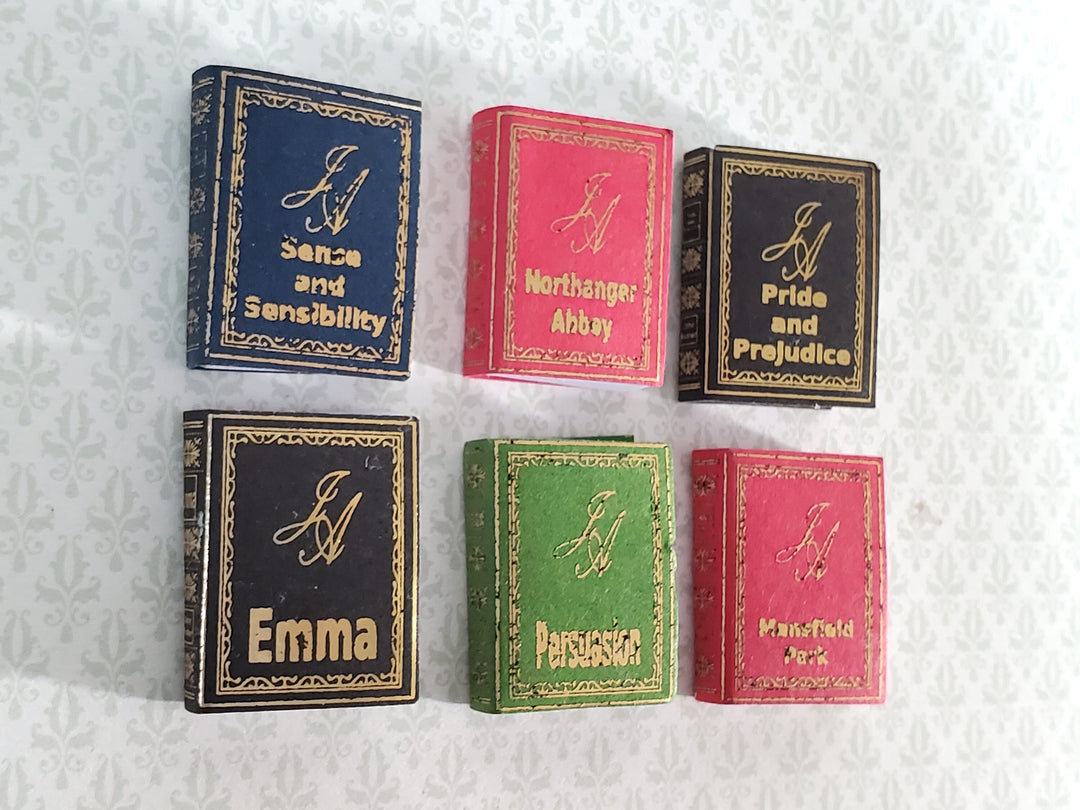 JA
Sense
and
Sensibility
JA
Northanger
Abbey
JA
Pride
and
Prejudice
JA
Emma
JA
Persuasion
JA
Mansfield
Park